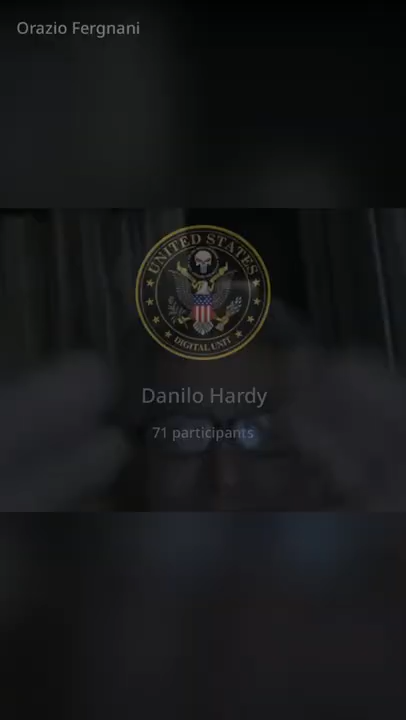 Orazio Fergnani
UNITED STATES
DIGITAL UNIT
Danilo Hardy
71 participants